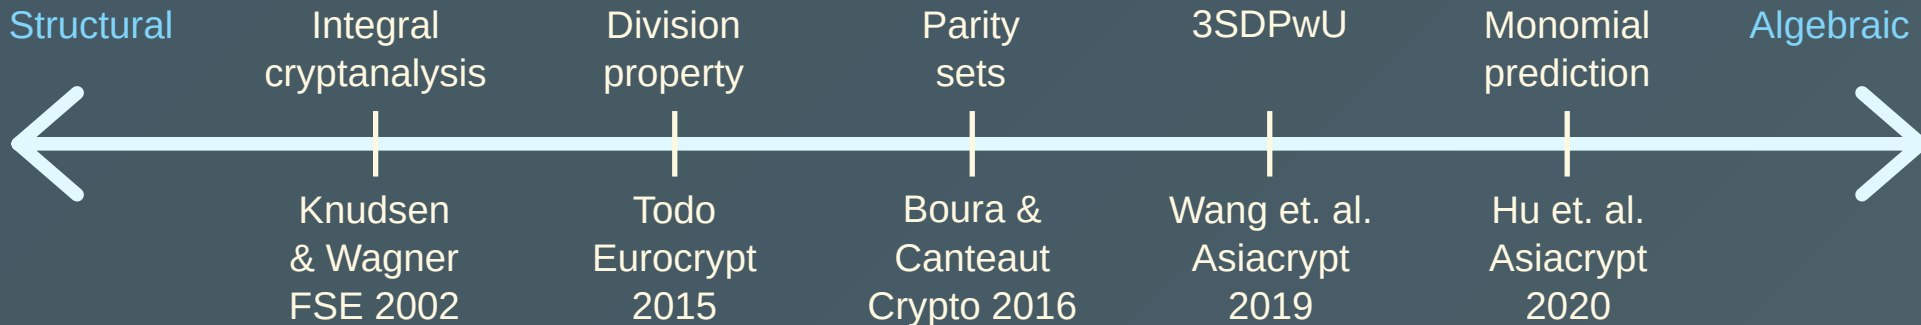 Structural
Integral
cryptanalysis
Division
property
Parity
sets
3SDPwU
Monomial
prediction
Algebraic
Knudsen
& Wagner
FSE 2002
Todo
Eurocrypt
2015
Boura &
Canteaut
Crypto 2016
Wang et. al.
Asiacrypt
2019
Hu et. al.
Asiacrypt
2020